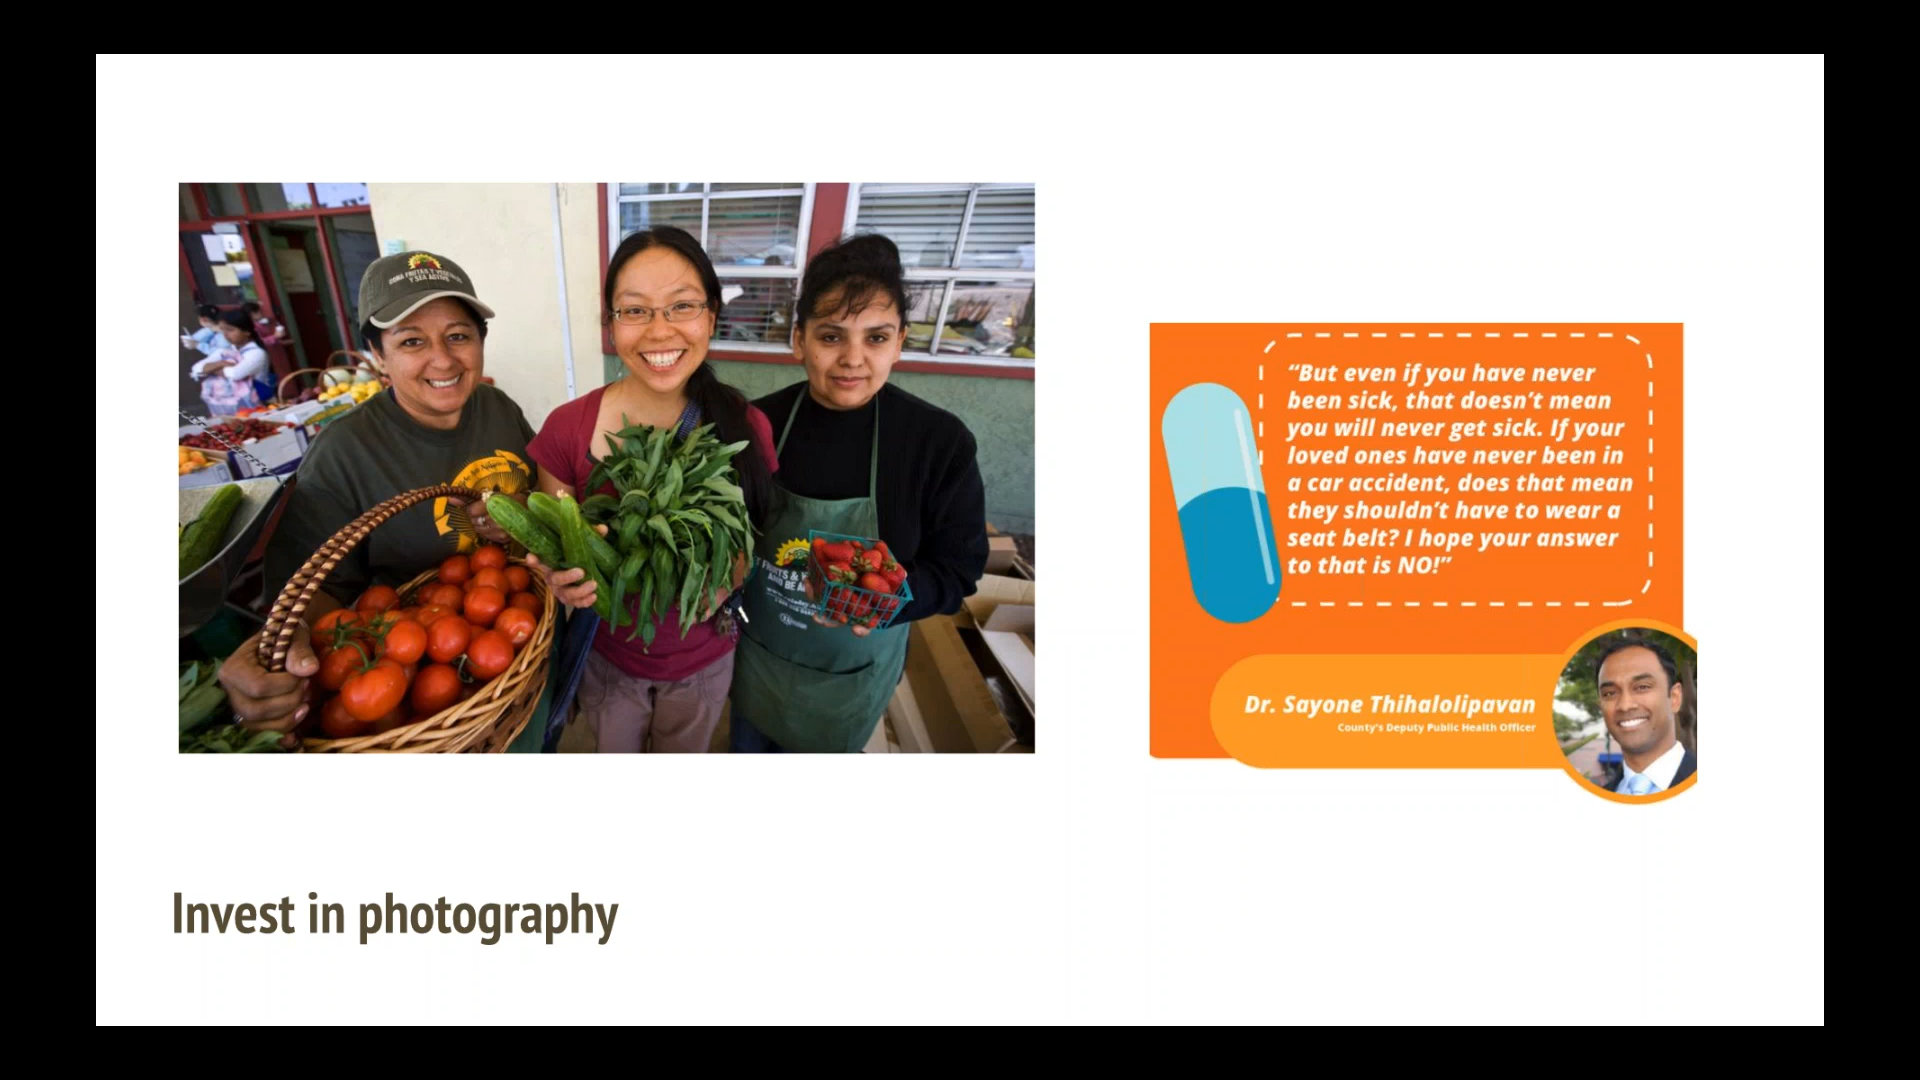 Y SEA ACTIVO
“But even if you have never
been sick, that doesn’t mean
you will never get sick. If your
loved ones have never been in
a car accident, does that mean
they shouldn’t have to wear a
seat belt? I hope your answer
to that is NO!”
Dr. Sayone Thihalolipavan
County’s Deputy Public Health Officer
Invest in photography